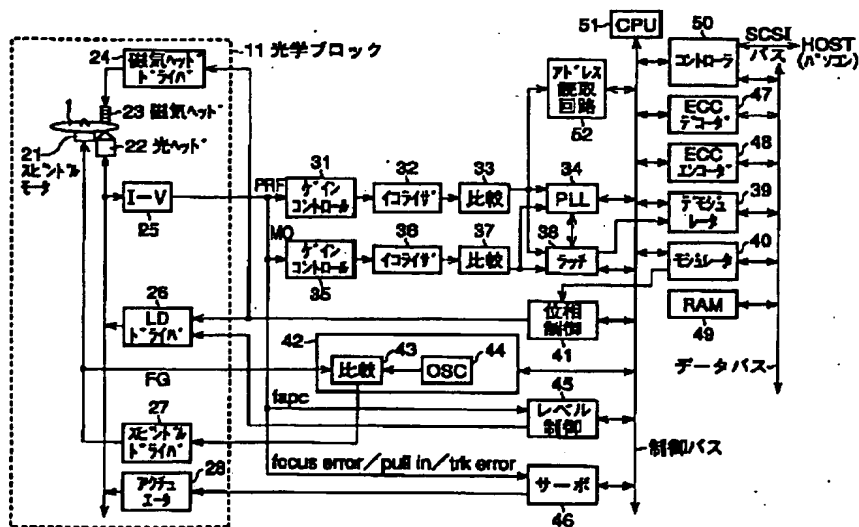 11 光学ブロック
24
磁気ヘッド
ドライバ
1
23 磁気ヘッド
22 光ヘッド
21
スピンドル
モータ
I-V
25
26
LD
ドライバ
FG
27
スピンドル
ドライバ
28
アクチュ
エータ
PRF
31
ゲイン
コントロール
32
イコライザ
33
比較
34
PLL
MO
ゲイン
コントロール
35
36
イコライザ
37
比較
38
ラッチ
アドレス
読取
回路
52
位相
制御
41
42
43
比較
44
OSC
fapc
45
レベル
制御
focus error/pull in/trk error
サーボ
46
制御バス
51
CPU
50
コントローラ
SCSI
バス
HOST
(パソコン)
47
ECC
デコーダ
48
ECC
エンコーダ
39
デモジュ
レータ
40
モジュレータ
RAM
49
データバス